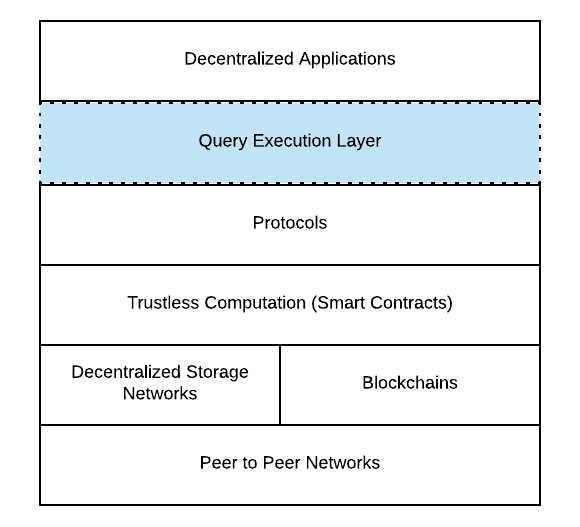 Decentralized Applications
Query Execution Layer
Protocols
Trustless Computation (Smart Contracts)
Decentralized Storage
Networks
Blockchains
Peer to Peer Networks